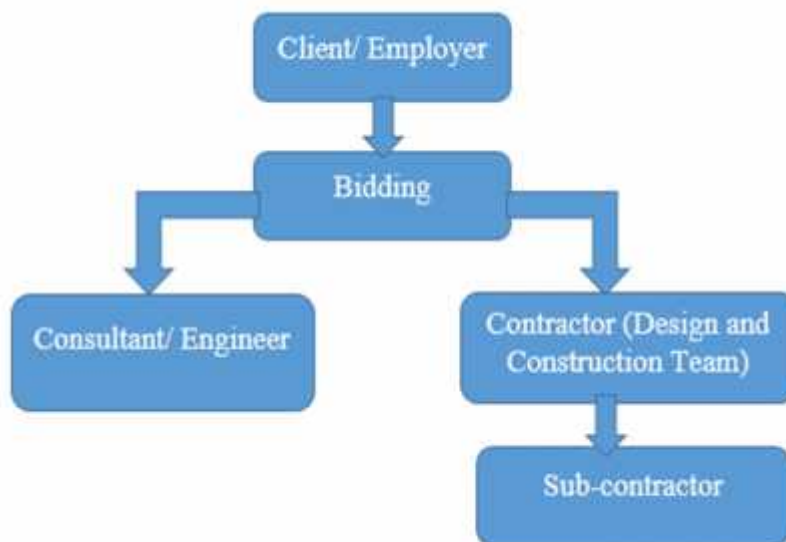 Client/ Employer
Bidding
Consultant/ Engineer
Contractor (Design and
Construction Team)
Sub-contractor